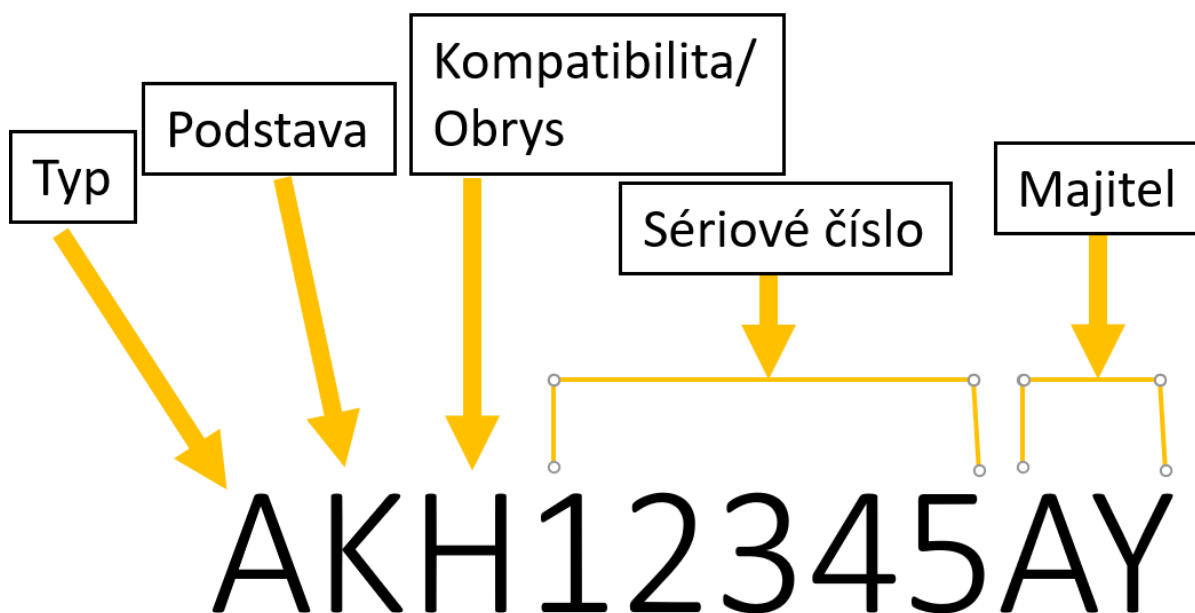 Typ
Podstava
Kompatibilita/
Obrys
Sériové číslo
Majitel
AKH12345AY